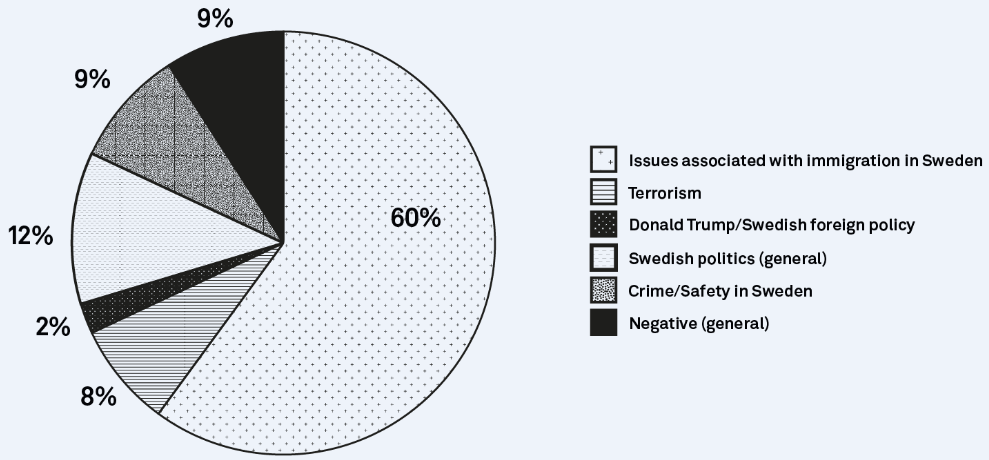 9%
9%
12%
2%
8%
60%
Issues associated with immigration in Sweden
Terrorism
Donald Trump/Swedish foreign policy
Swedish politics (general)
Crime/Safety in Sweden
Negative (general)